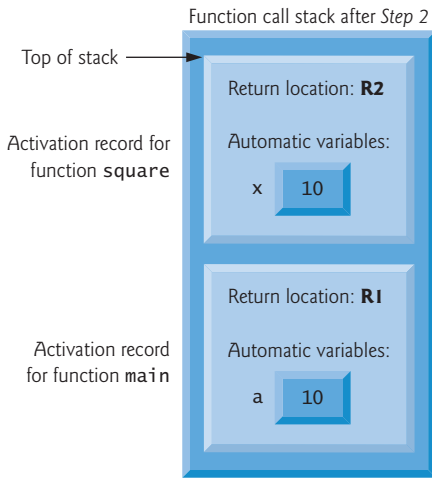 Function call stack after Step 2
Top of stack
Return location: R2
Activation record for
function square
Automatic variables:
x 10
Return location: R1
Activation record
for function main
Automatic variables:
a 10